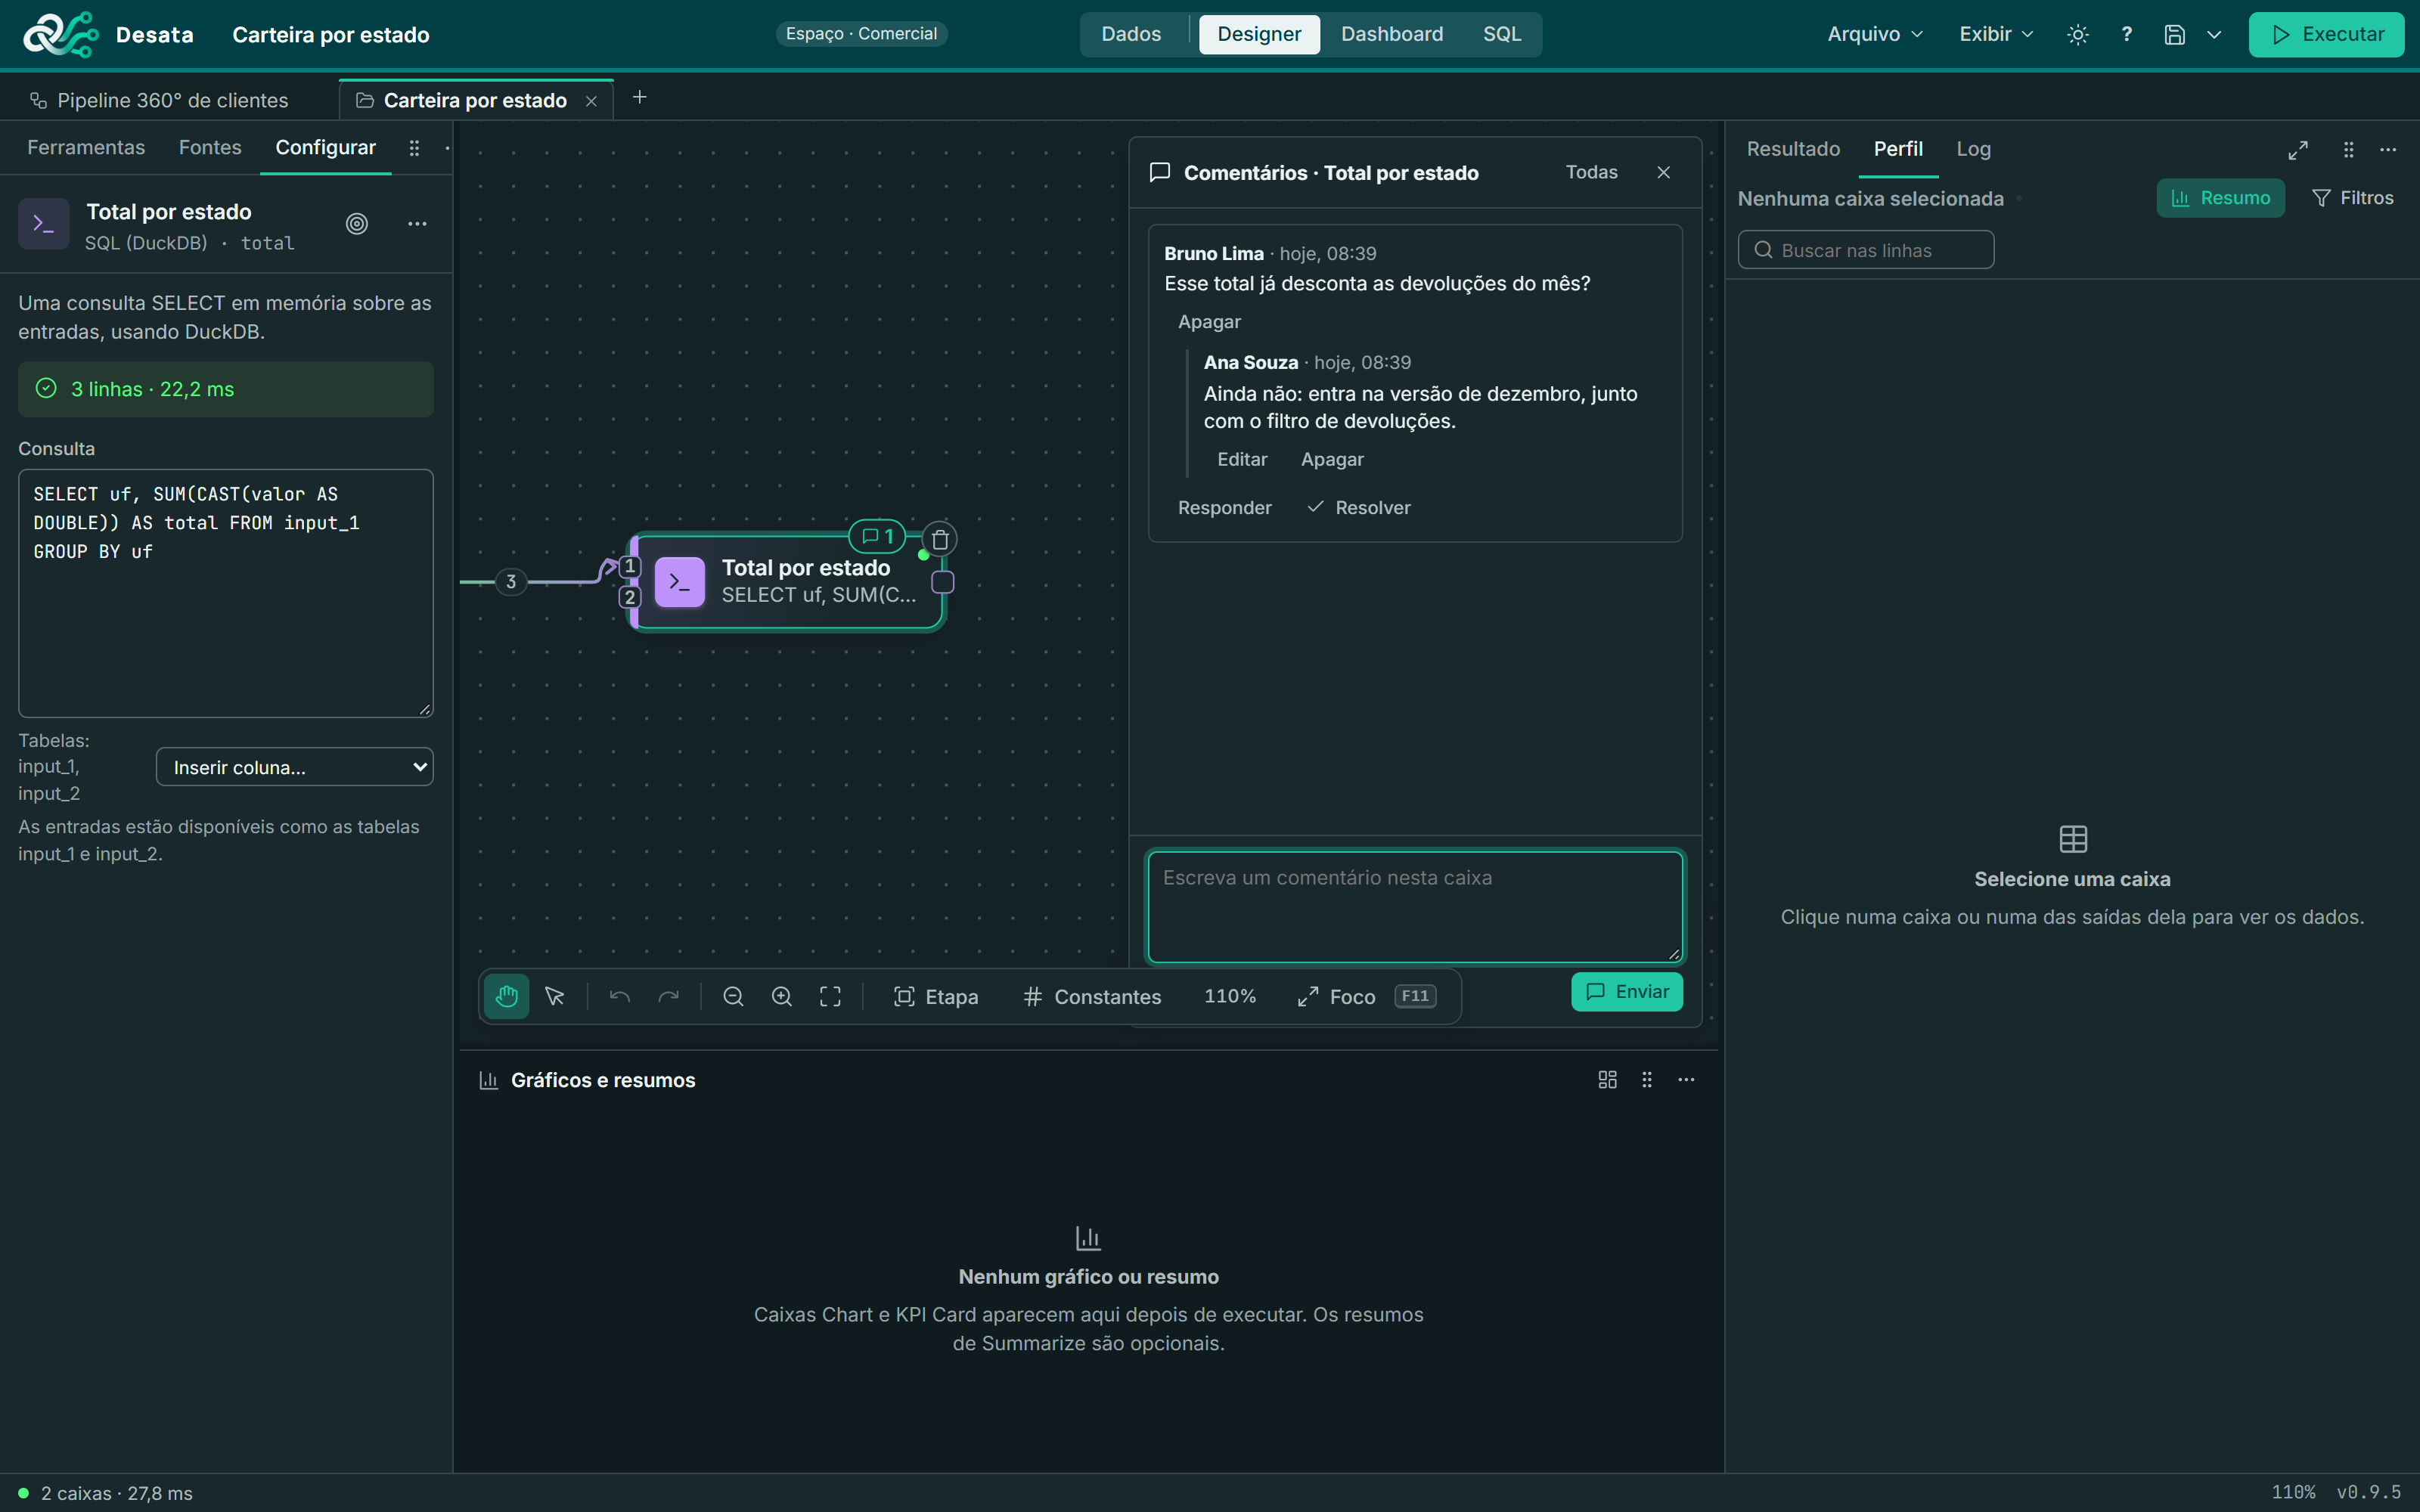 Desata
Carteira por estado
Espaço · Comercial
Dados
Designer
Dashboard
SQL
Arquivo
Exibir
?
Executar
Pipeline 360° de clientes
Carteira por estado
Ferramentas
Fontes
Configurar
Total por estado
SQL (DuckDB) · total
Uma consulta SELECT em memória sobre as
entradas, usando DuckDB.
3 linhas · 22,2 ms
Consulta
SELECT uf, SUM(CAST(valor AS
DOUBLE)) AS total FROM input_1
GROUP BY uf
Tabelas:
input_1,
input_2
Inserir coluna...
As entradas estão disponíveis como as tabelas
input_1 e input_2.
3
1
2
1
Total por estado
SELECT uf, SUM(C...
Comentários · Total por estado
Todas
Bruno Lima · hoje, 08:39
Esse total já desconta as devoluções do mês?
Apagar
Ana Souza · hoje, 08:39
Ainda não: entra na versão de dezembro, junto
com o filtro de devoluções.
Editar
Apagar
Responder
Resolver
Escreva um comentário nesta caixa
Enviar
Etapa
Constantes
110%
Foco
F11
Gráficos e resumos
Nenhum gráfico ou resumo
Caixas Chart e KPI Card aparecem aqui depois de executar. Os resumos
de Summarize são opcionais.
Resultado
Perfil
Log
Nenhuma caixa selecionada
Resumo
Filtros
Buscar nas linhas
Selecione uma caixa
Clique numa caixa ou numa das saídas dela para ver os dados.
2 caixas · 27,8 ms
110%
v0.9.5